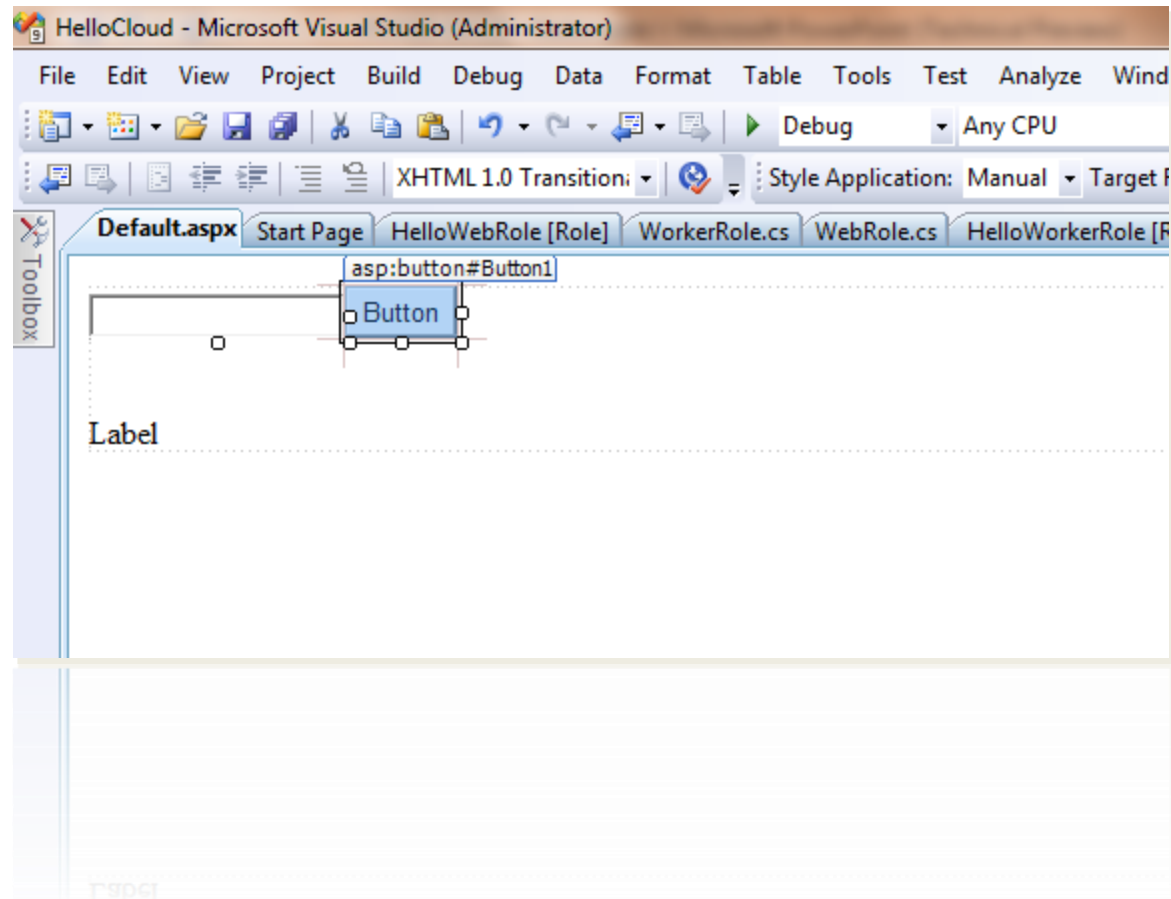 HelloCloud - Microsoft Visual Studio (Administrator)
File Edit View Project Build Debug Data Format Table Tools Test Analyze Wind
Debug Any CPU
XHTML 1.0 Transition Style Application: Manual Target
Default.aspx Start Page HelloWebRole [Role] WorkerRole.cs WebRole.cs HelloWorkerRole [R
Toolbox
asp:button#Button1
Button
Label